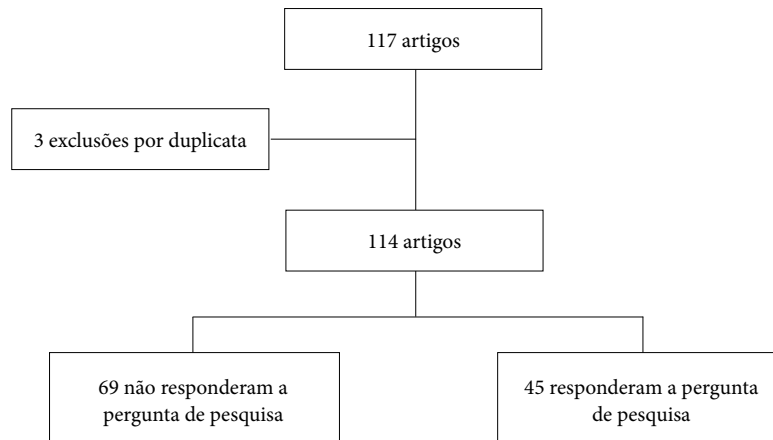 117 artigos
3 exclusões por duplicata
114 artigos
69 não responderam a
pergunta de pesquisa
45 responderam a pergunta
de pesquisa